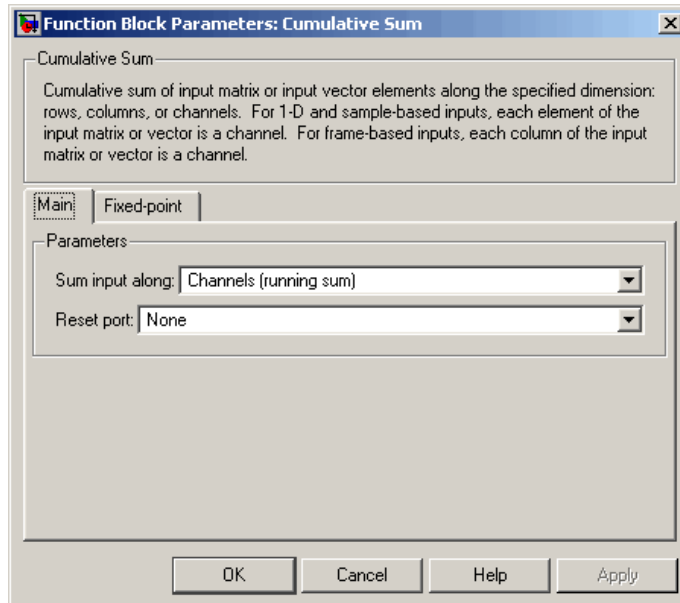 Function Block Parameters: Cumulative Sum
Cumulative Sum
Cumulative sum of input matrix or input vector elements along the specified dimension:
rows, columns, or channels. For 1-D and sample-based inputs, each element of the
input matrix or vector is a channel. For frame-based inputs, each column of the input
matrix or vector is a channel.
Main Fixed-point
Parameters
Sum input along: Channels (running sum)
Reset port: None
OK Cancel Help Apply